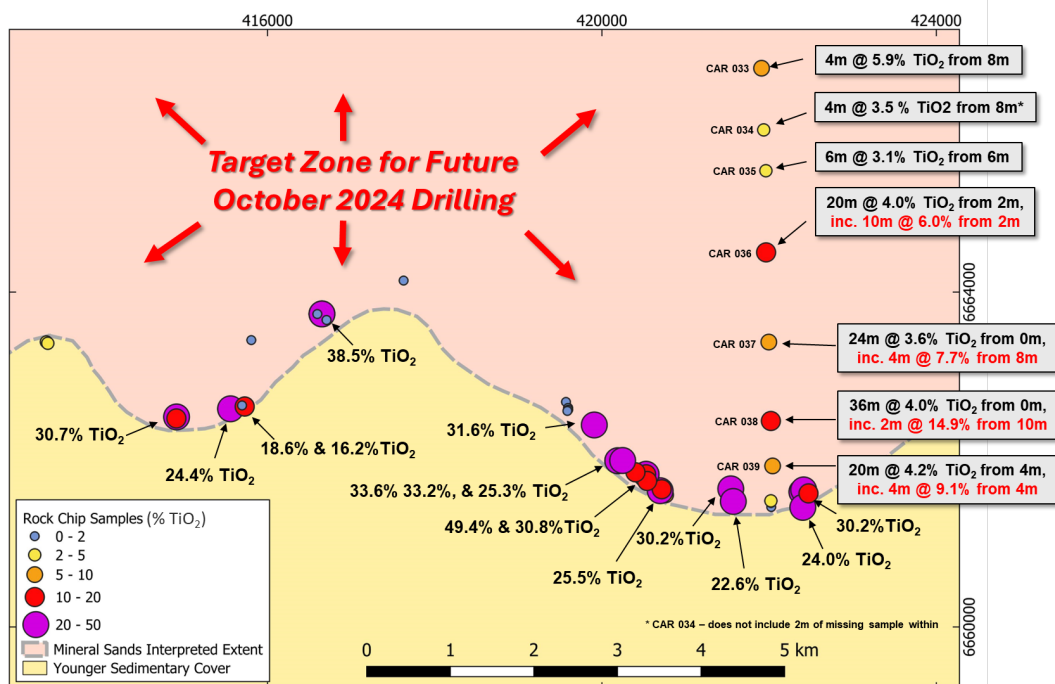 416000
420000
424000
CAR 033
4m @ 5.9% TiO₂ from 8m
CAR 034
4m @ 3.5 % TiO2 from 8m*
CAR 035
6m @ 3.1% TiO₂ from 6m
Target Zone for Future
October 2024 Drilling
20m @ 4.0% TiO₂ from 2m,
inc. 10m @ 6.0% from 2m
CAR 036
6664000
38.5% TiO₂
CAR 037
24m @ 3.6% TiO₂ from 0m,
inc. 4m @ 7.7% from 8m
CAR 038
36m @ 4.0% TiO₂ from 0m,
inc. 2m @ 14.9% from 10m
30.7% TiO₂
24.4% TiO₂
18.6% & 16.2%TiO₂
31.6% TiO₂
CAR 039
20m @ 4.2% TiO₂ from 4m,
inc. 4m @ 9.1% from 4m
33.6% 33.2%, & 25.3% TiO₂
49.4% & 30.8%TiO₂
25.5% TiO₂
30.2%TiO₂
22.6% TiO₂
30.2%TiO₂
24.0% TiO₂
Rock Chip Samples (% TiO₂)
0 - 2
2 - 5
5 - 10
10 - 20
20 - 50
Mineral Sands Interpreted Extent
Younger Sedimentary Cover
* CAR 034 – does not include 2m of missing sample within
6660000
0 1 2 3 4 5 km